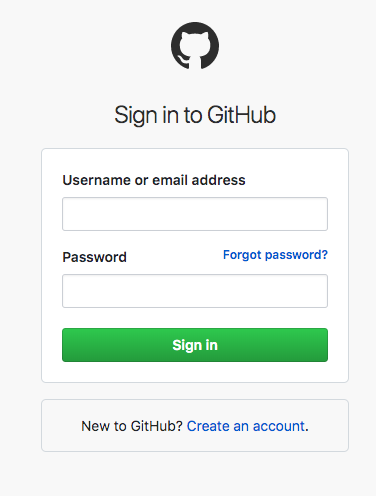 Sign in to GitHub
Username or email address
Password Forgot password?
Sign in
New to GitHub? Create an account.